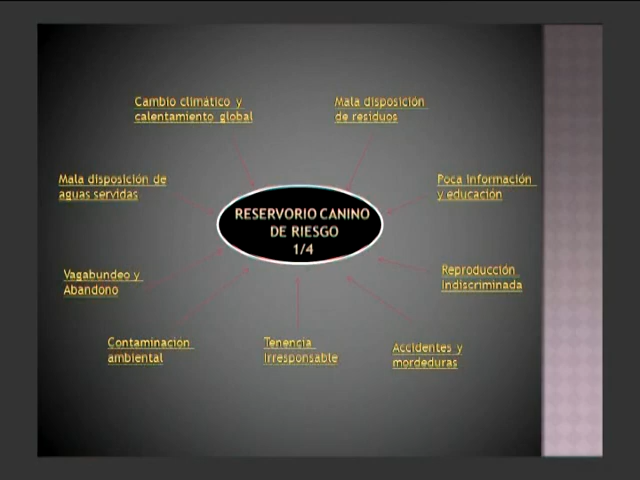 Cambio climático y
calentamiento global
Mala disposición
de residuos
Mala disposición de
aguas servidas
Poca información
y educación
RESERVORIO CANINO
DE RIESGO
1/4
Vagabundeo y
Abandono
Reproducción
Indiscriminada
Contaminación
ambiental
Tenencia
Irresponsable
Accidentes y
mordeduras